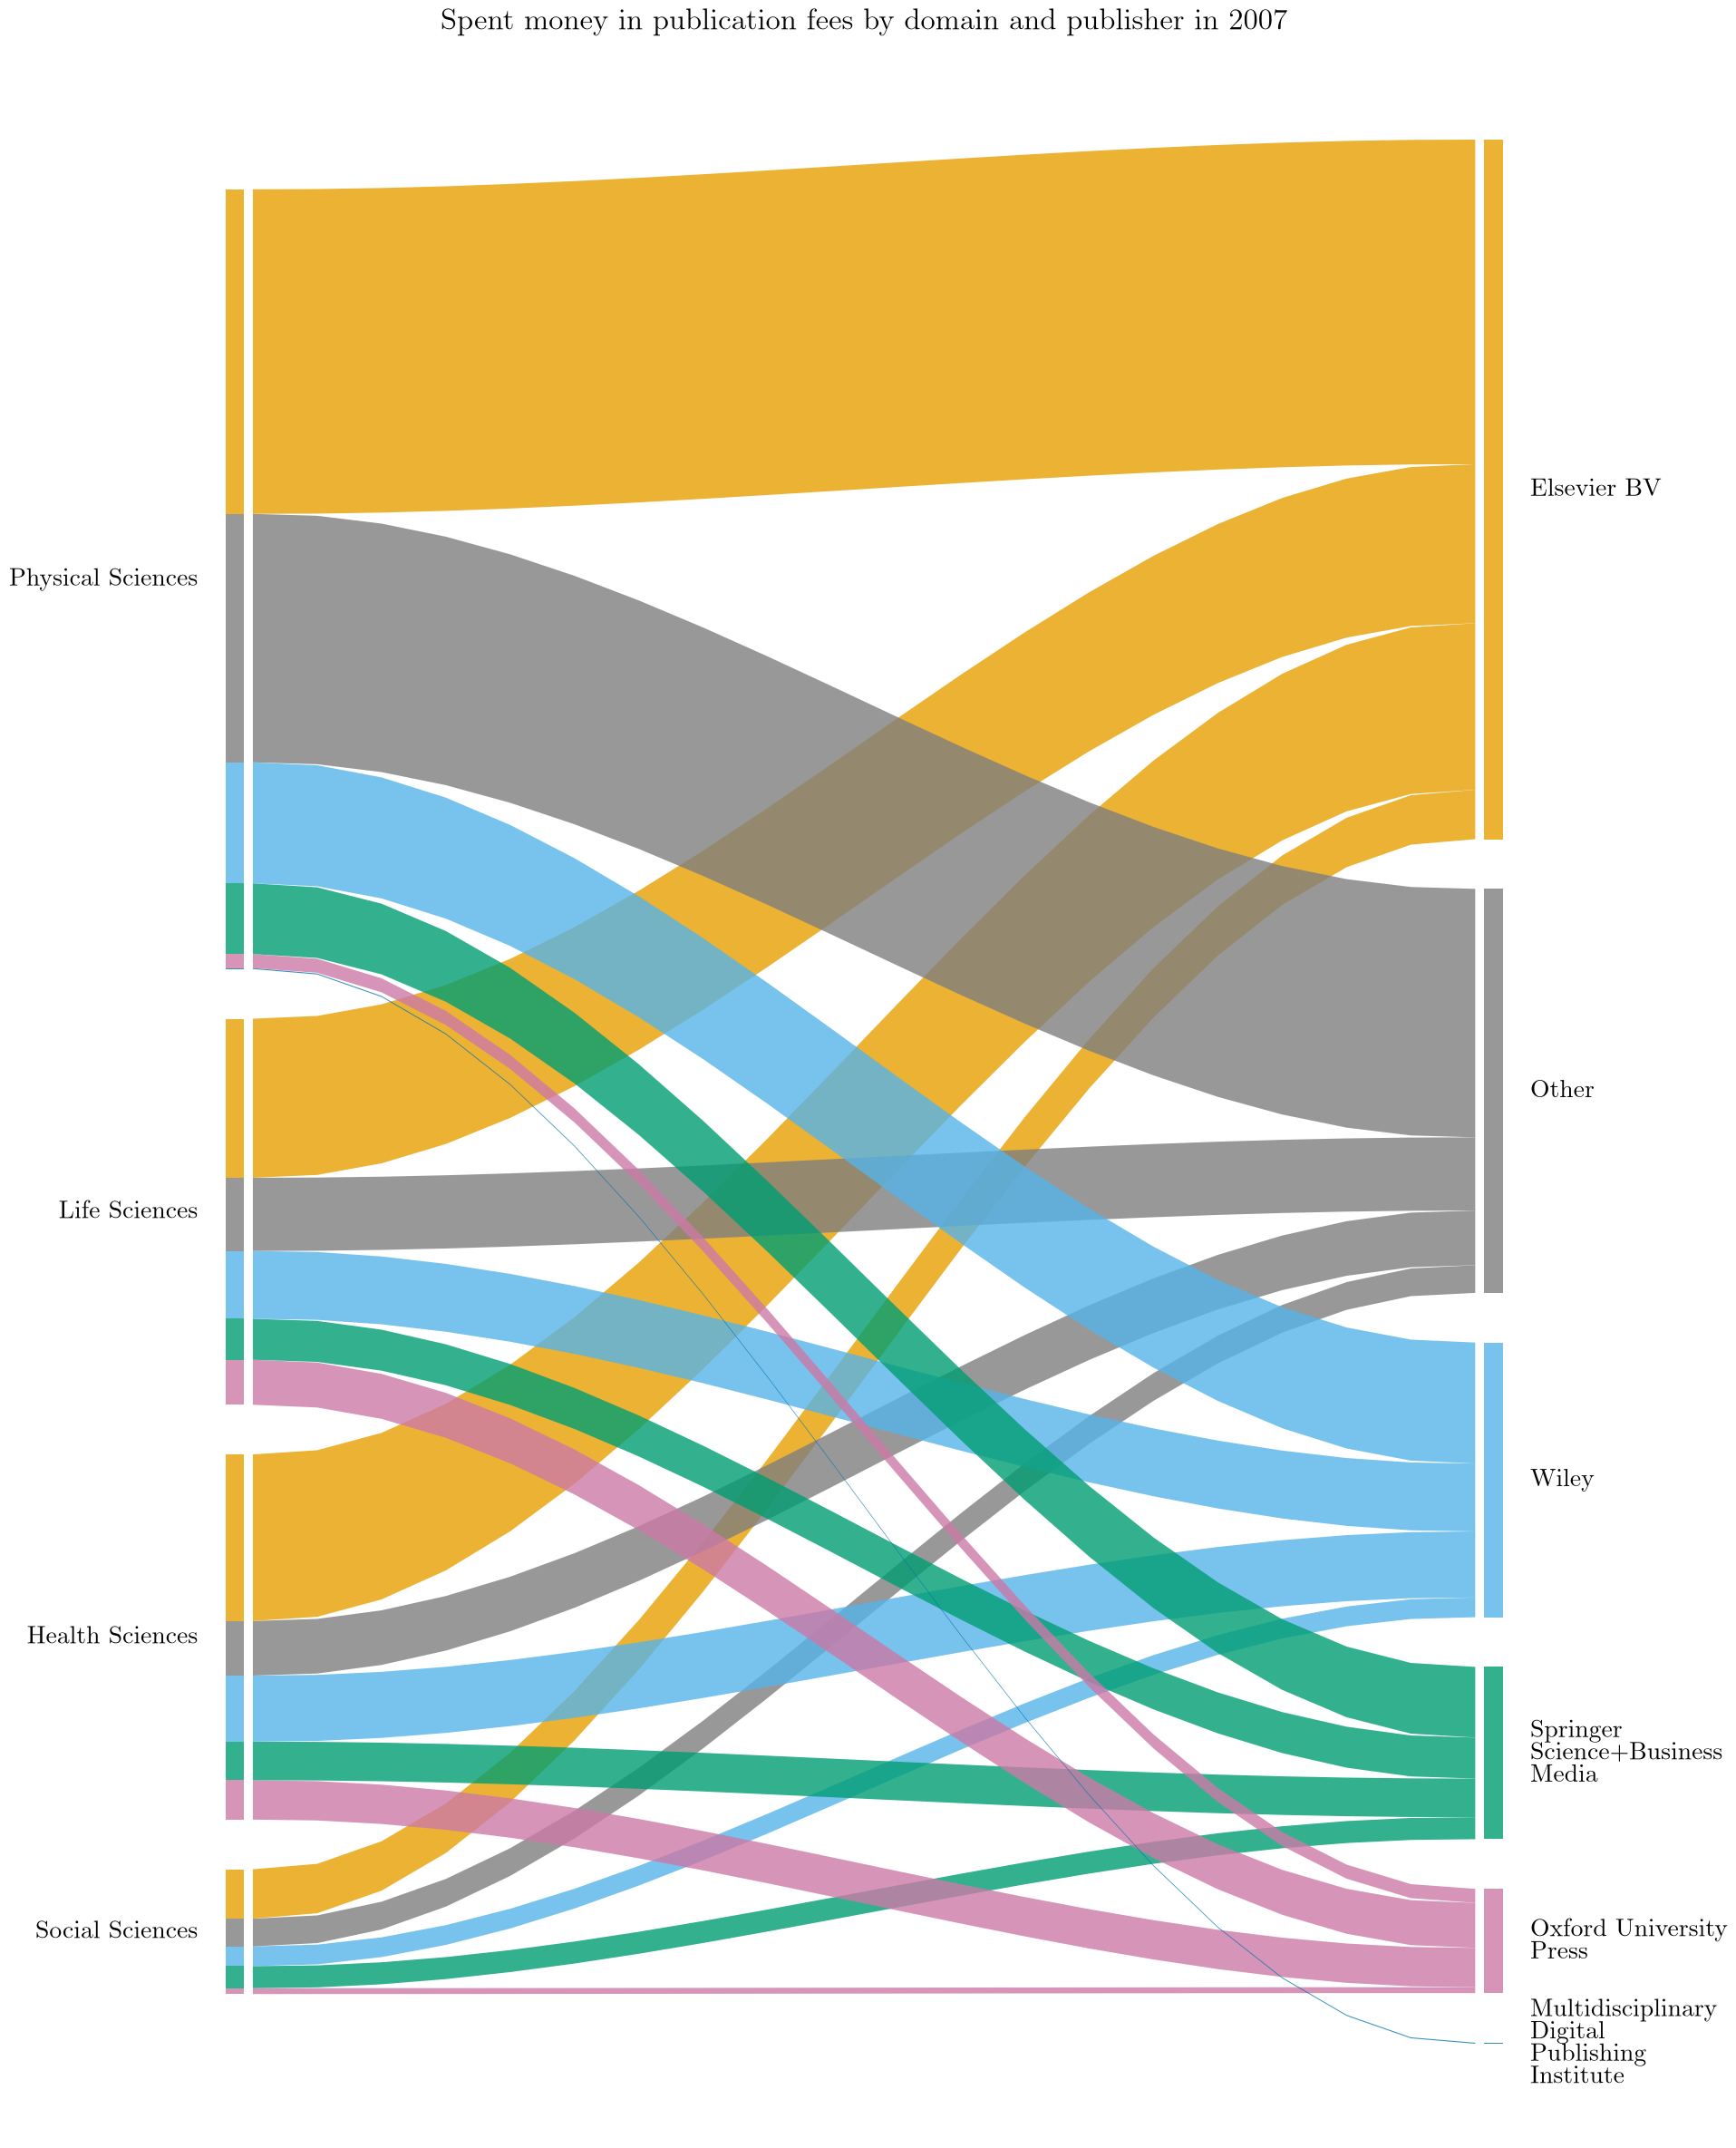 Spent money in publication fees by domain and publisher in 2007
Elsevier BV
Physical Sciences
Other
Life Sciences
Wiley
Health Sciences
Springer
Science+Business
Media
Social Sciences
Oxford University
Press
Multidisciplinary
Digital
Publishing
Institute